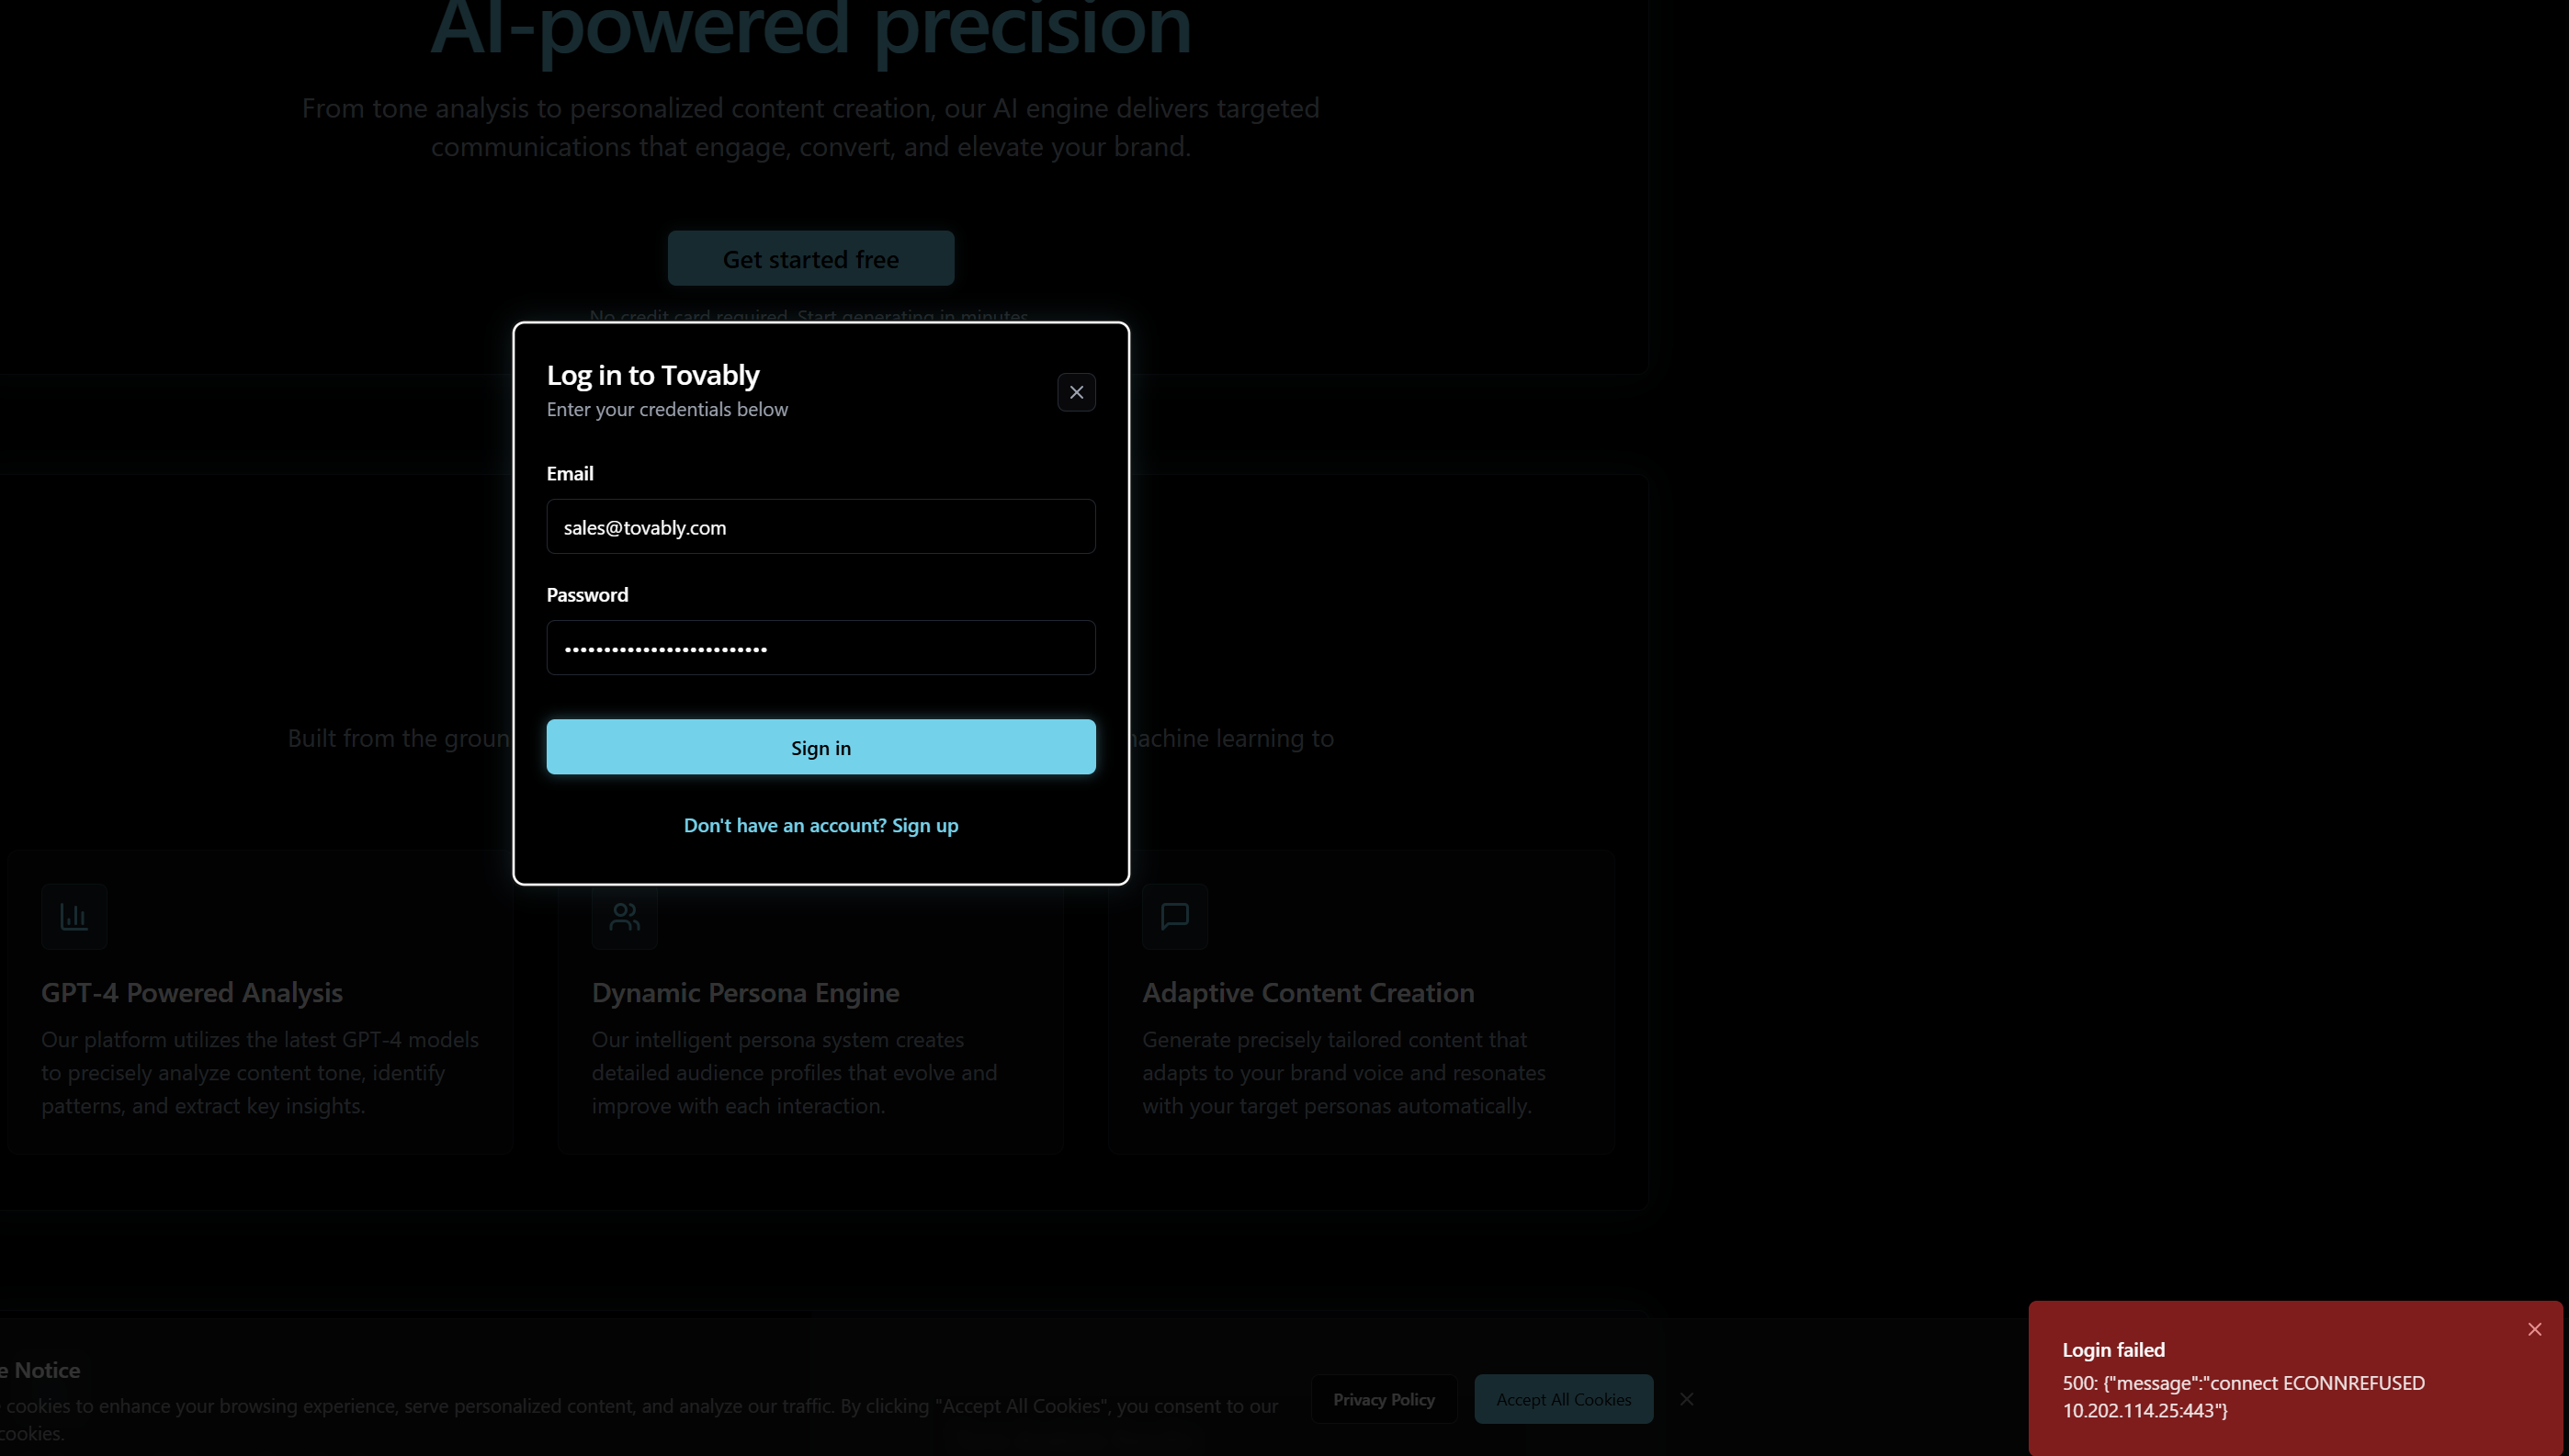 AI-powered precision
From tone analysis to personalized content creation, our AI engine delivers targeted
communications that engage, convert, and elevate your brand.
Get started free
No credit card required. Start generating in minutes
Log in to Tovably
Enter your credentials below
Email
sales@tovably.com
Password
••••••••••••••••••••••••••
Sign in
Don't have an account? Sign up
Built from the groun
achine learning to
GPT-4 Powered Analysis
Our platform utilizes the latest GPT-4 models
to precisely analyze content tone, identify
patterns, and extract key insights.
Dynamic Persona Engine
Our intelligent persona system creates
detailed audience profiles that evolve and
improve with each interaction.
Adaptive Content Creation
Generate precisely tailored content that
adapts to your brand voice and resonates
with your target personas automatically.
e Notice
cookies to enhance your browsing experience, serve personalized content, and analyze our traffic. By clicking "Accept All Cookies", you consent to our
cookies.
Privacy Policy
Accept All Cookies
Login failed
500: {"message":"connect ECONNREFUSED
10.202.114.25:443"}